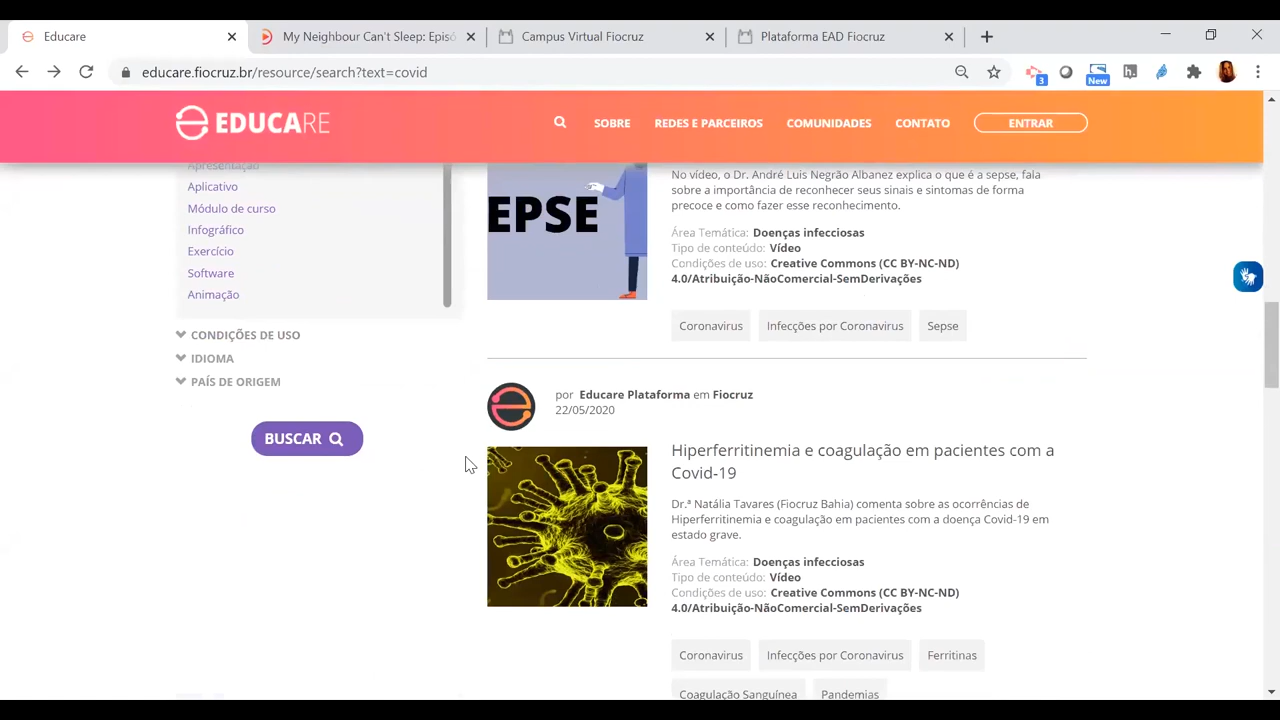 Educare
My Neighbour Can't Sleep: Episó
Campus Virtual Fiocruz
Plataforma EAD Fiocruz
educare.fiocruz.br/resource/search?text=covid
3
New
EDUCARE
SOBRE
REDES E PARCEIROS
COMUNIDADES
CONTATO
ENTRAR
Apresentação
Aplicativo
Módulo de curso
Infográfico
Exercício
Software
Animação
CONDIÇÕES DE USO
IDIOMA
PAÍS DE ORIGEM
BUSCAR
EPSE
No vídeo, o Dr. André Luis Negrão Albanez explica o que é a sepse, fala
sobre a importância de reconhecer seus sinais e sintomas de forma
precoce e como fazer esse reconhecimento.
Área Temática: Doenças infecciosas
Tipo de conteúdo: Vídeo
Condições de uso: Creative Commons (CC BY-NC-ND)
4.0/Atribuição-NãoComercial-SemDerivações
Coronavirus
Infecções por Coronavirus
Sepse
por Educare Plataforma em Fiocruz
22/05/2020
Hiperferritinemia e coagulação em pacientes com a
Covid-19
Dr.ª Natália Tavares (Fiocruz Bahia) comenta sobre as ocorrências de
Hiperferritinemia e coagulação em pacientes com a doença Covid-19 em
estado grave.
Área Temática: Doenças infecciosas
Tipo de conteúdo: Vídeo
Condições de uso: Creative Commons (CC BY-NC-ND)
4.0/Atribuição-NãoComercial-SemDerivações
Coronavirus
Infecções por Coronavirus
Ferritinas
Coagulação Sanguínea
Pandemias